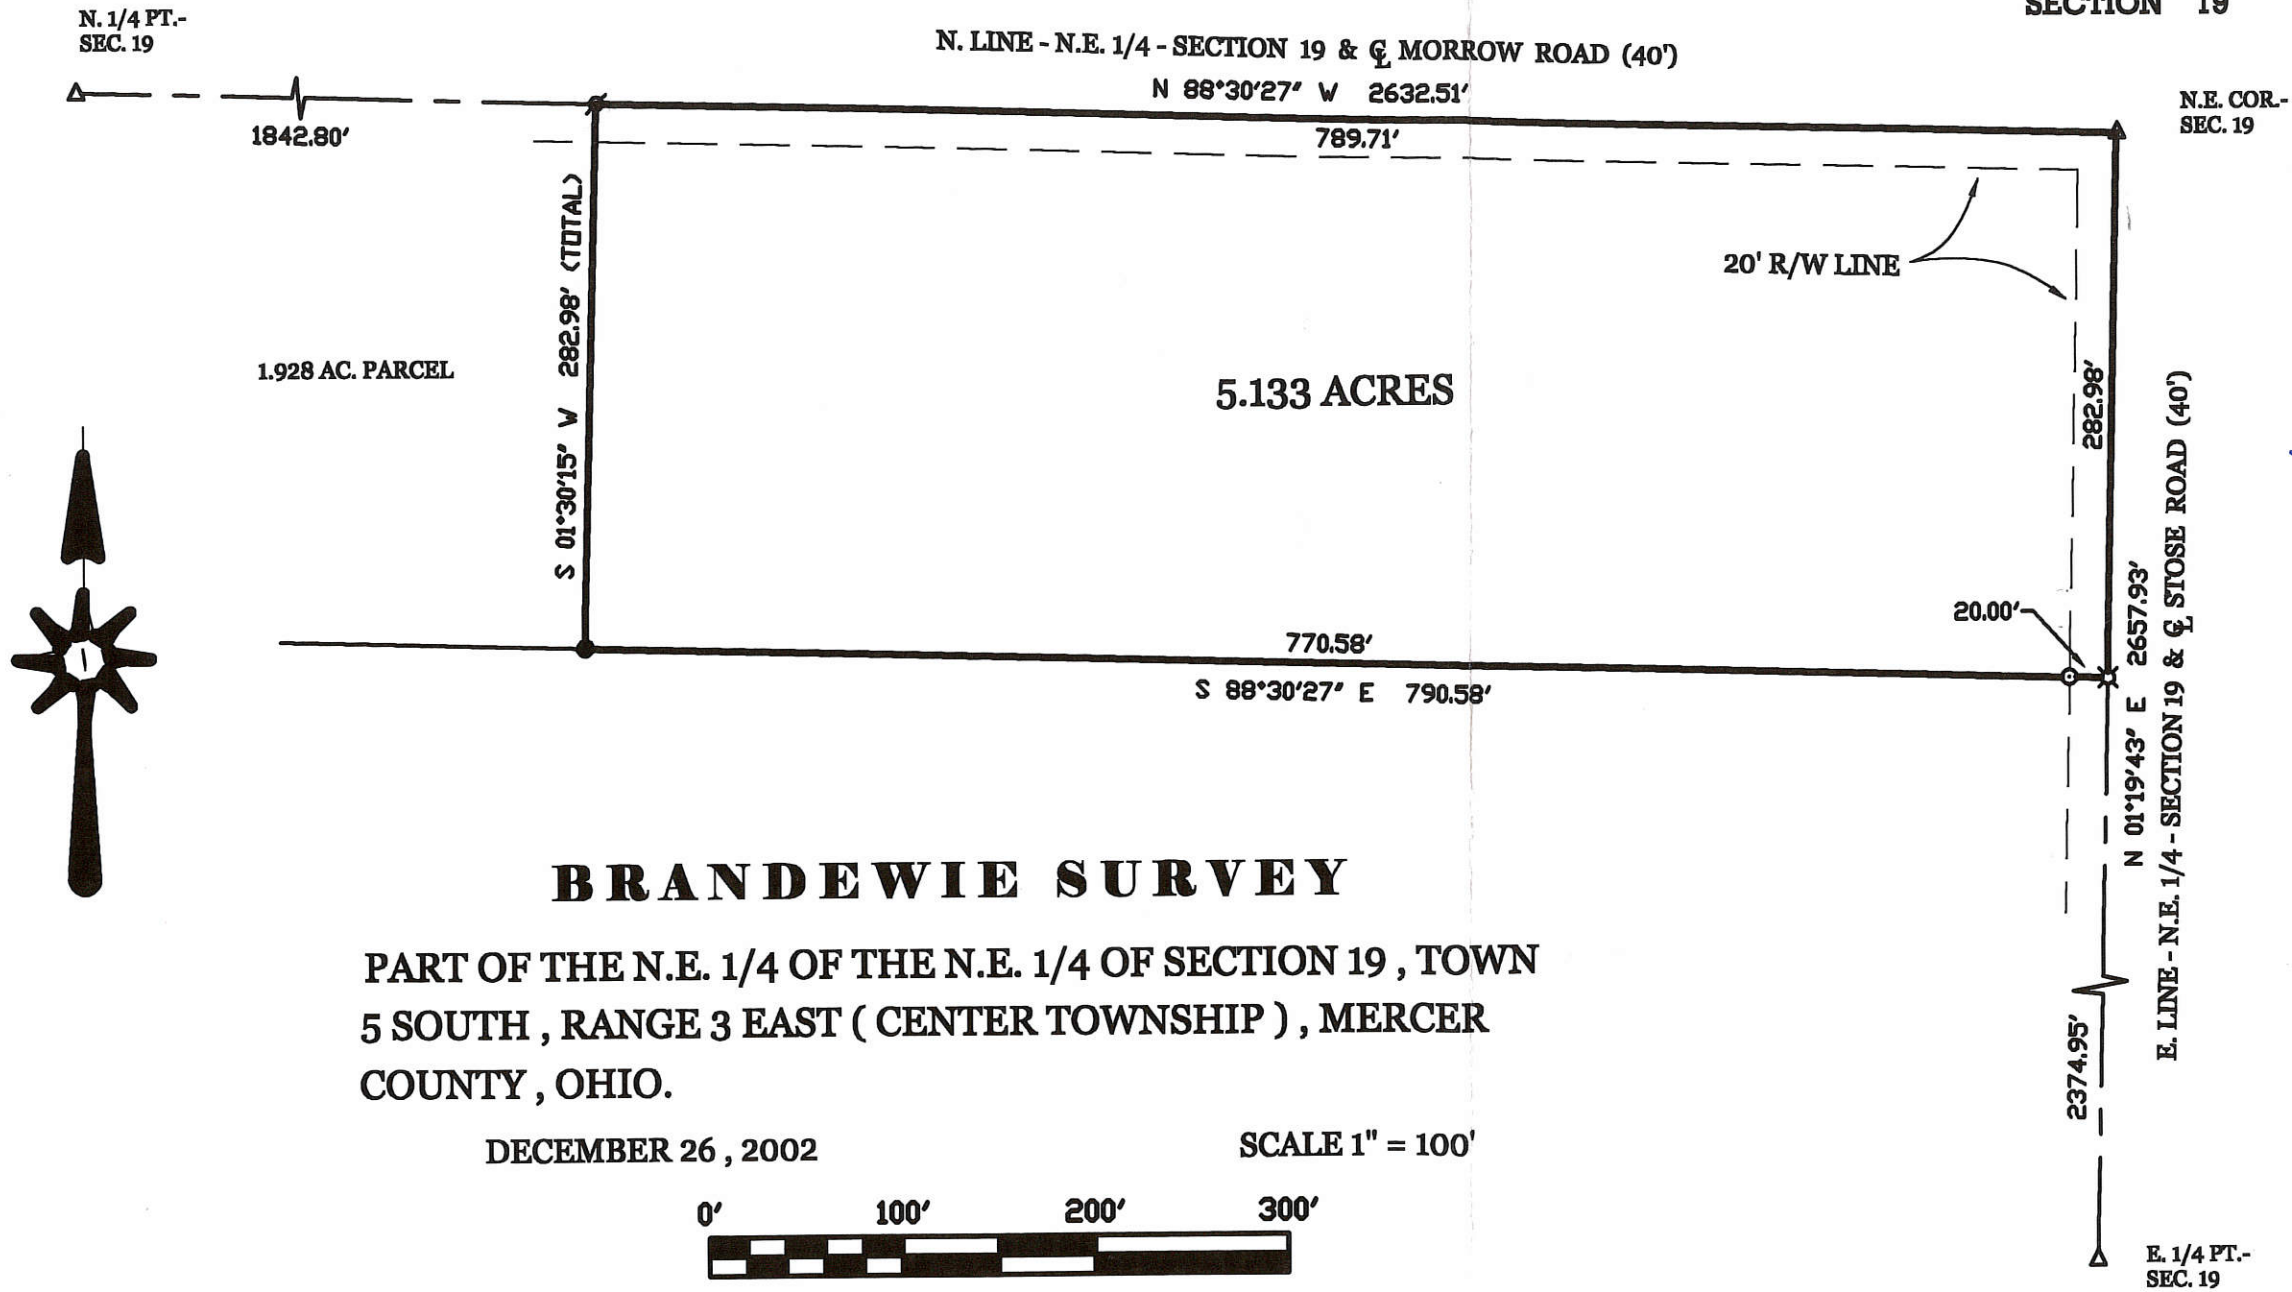 SECTION 19
N. 1/4 PT.-
SEC. 19
N. LINE - N.E. 1/4 - SECTION 19 & ℄ MORROW ROAD (40')
N 88°30'27" W 2632.51'
N.E. COR.-
SEC. 19
1842.80'
789.71'
S 01°30'15" W 282.98' (TOTAL)
20' R/W LINE
1.928 AC. PARCEL
5.133 ACRES
282.98'
E. LINE - N.E. 1/4 - SECTION 19 & ℄ STOSE ROAD (40')
N 01°19'43" E 2657.93'
20.00'
770.58'
S 88°30'27" E 790.58'
BRANDEWIE SURVEY
PART OF THE N.E. 1/4 OF THE N.E. 1/4 OF SECTION 19 , TOWN
5 SOUTH , RANGE 3 EAST ( CENTER TOWNSHIP ) , MERCER
COUNTY , OHIO.
2374.95'
DECEMBER 26 , 2002
SCALE 1" = 100'
0' 100' 200' 300'
E. 1/4 PT.-
SEC. 19